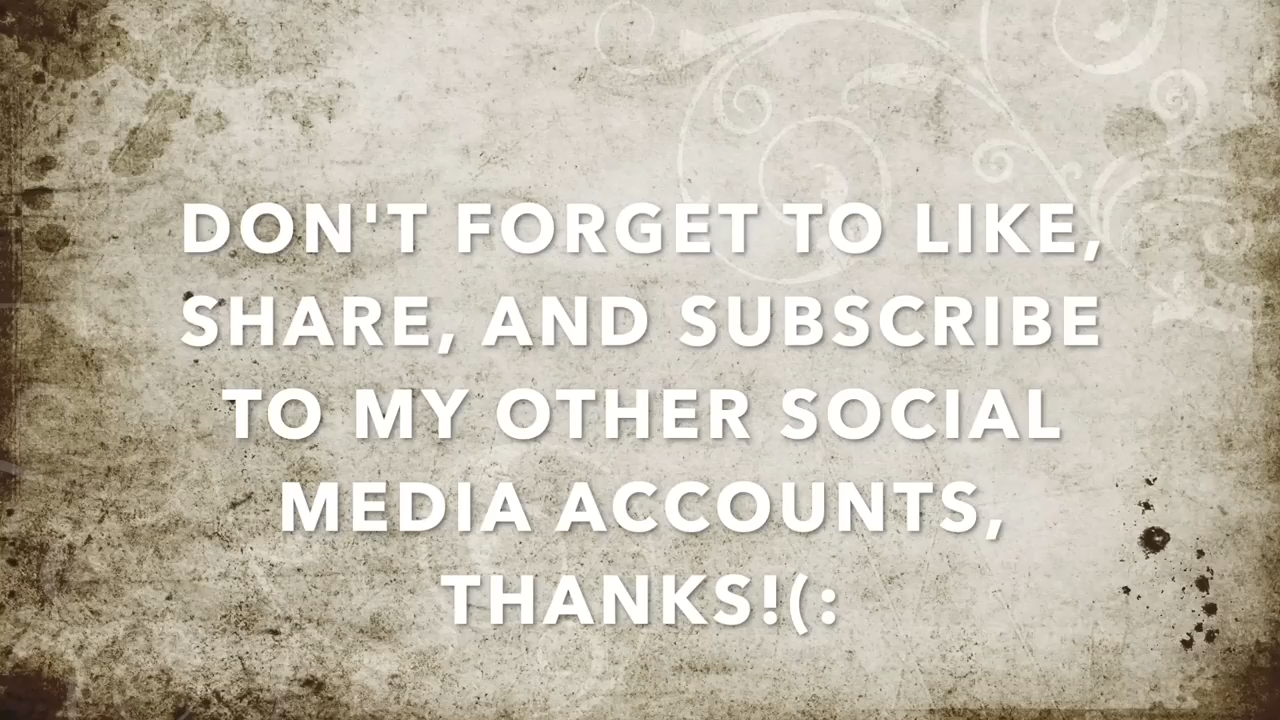 DON'T FORGET TO LIKE,
SHARE, AND SUBSCRIBE
TO MY OTHER SOCIAL
MEDIA ACCOUNTS,
THANKS!(: